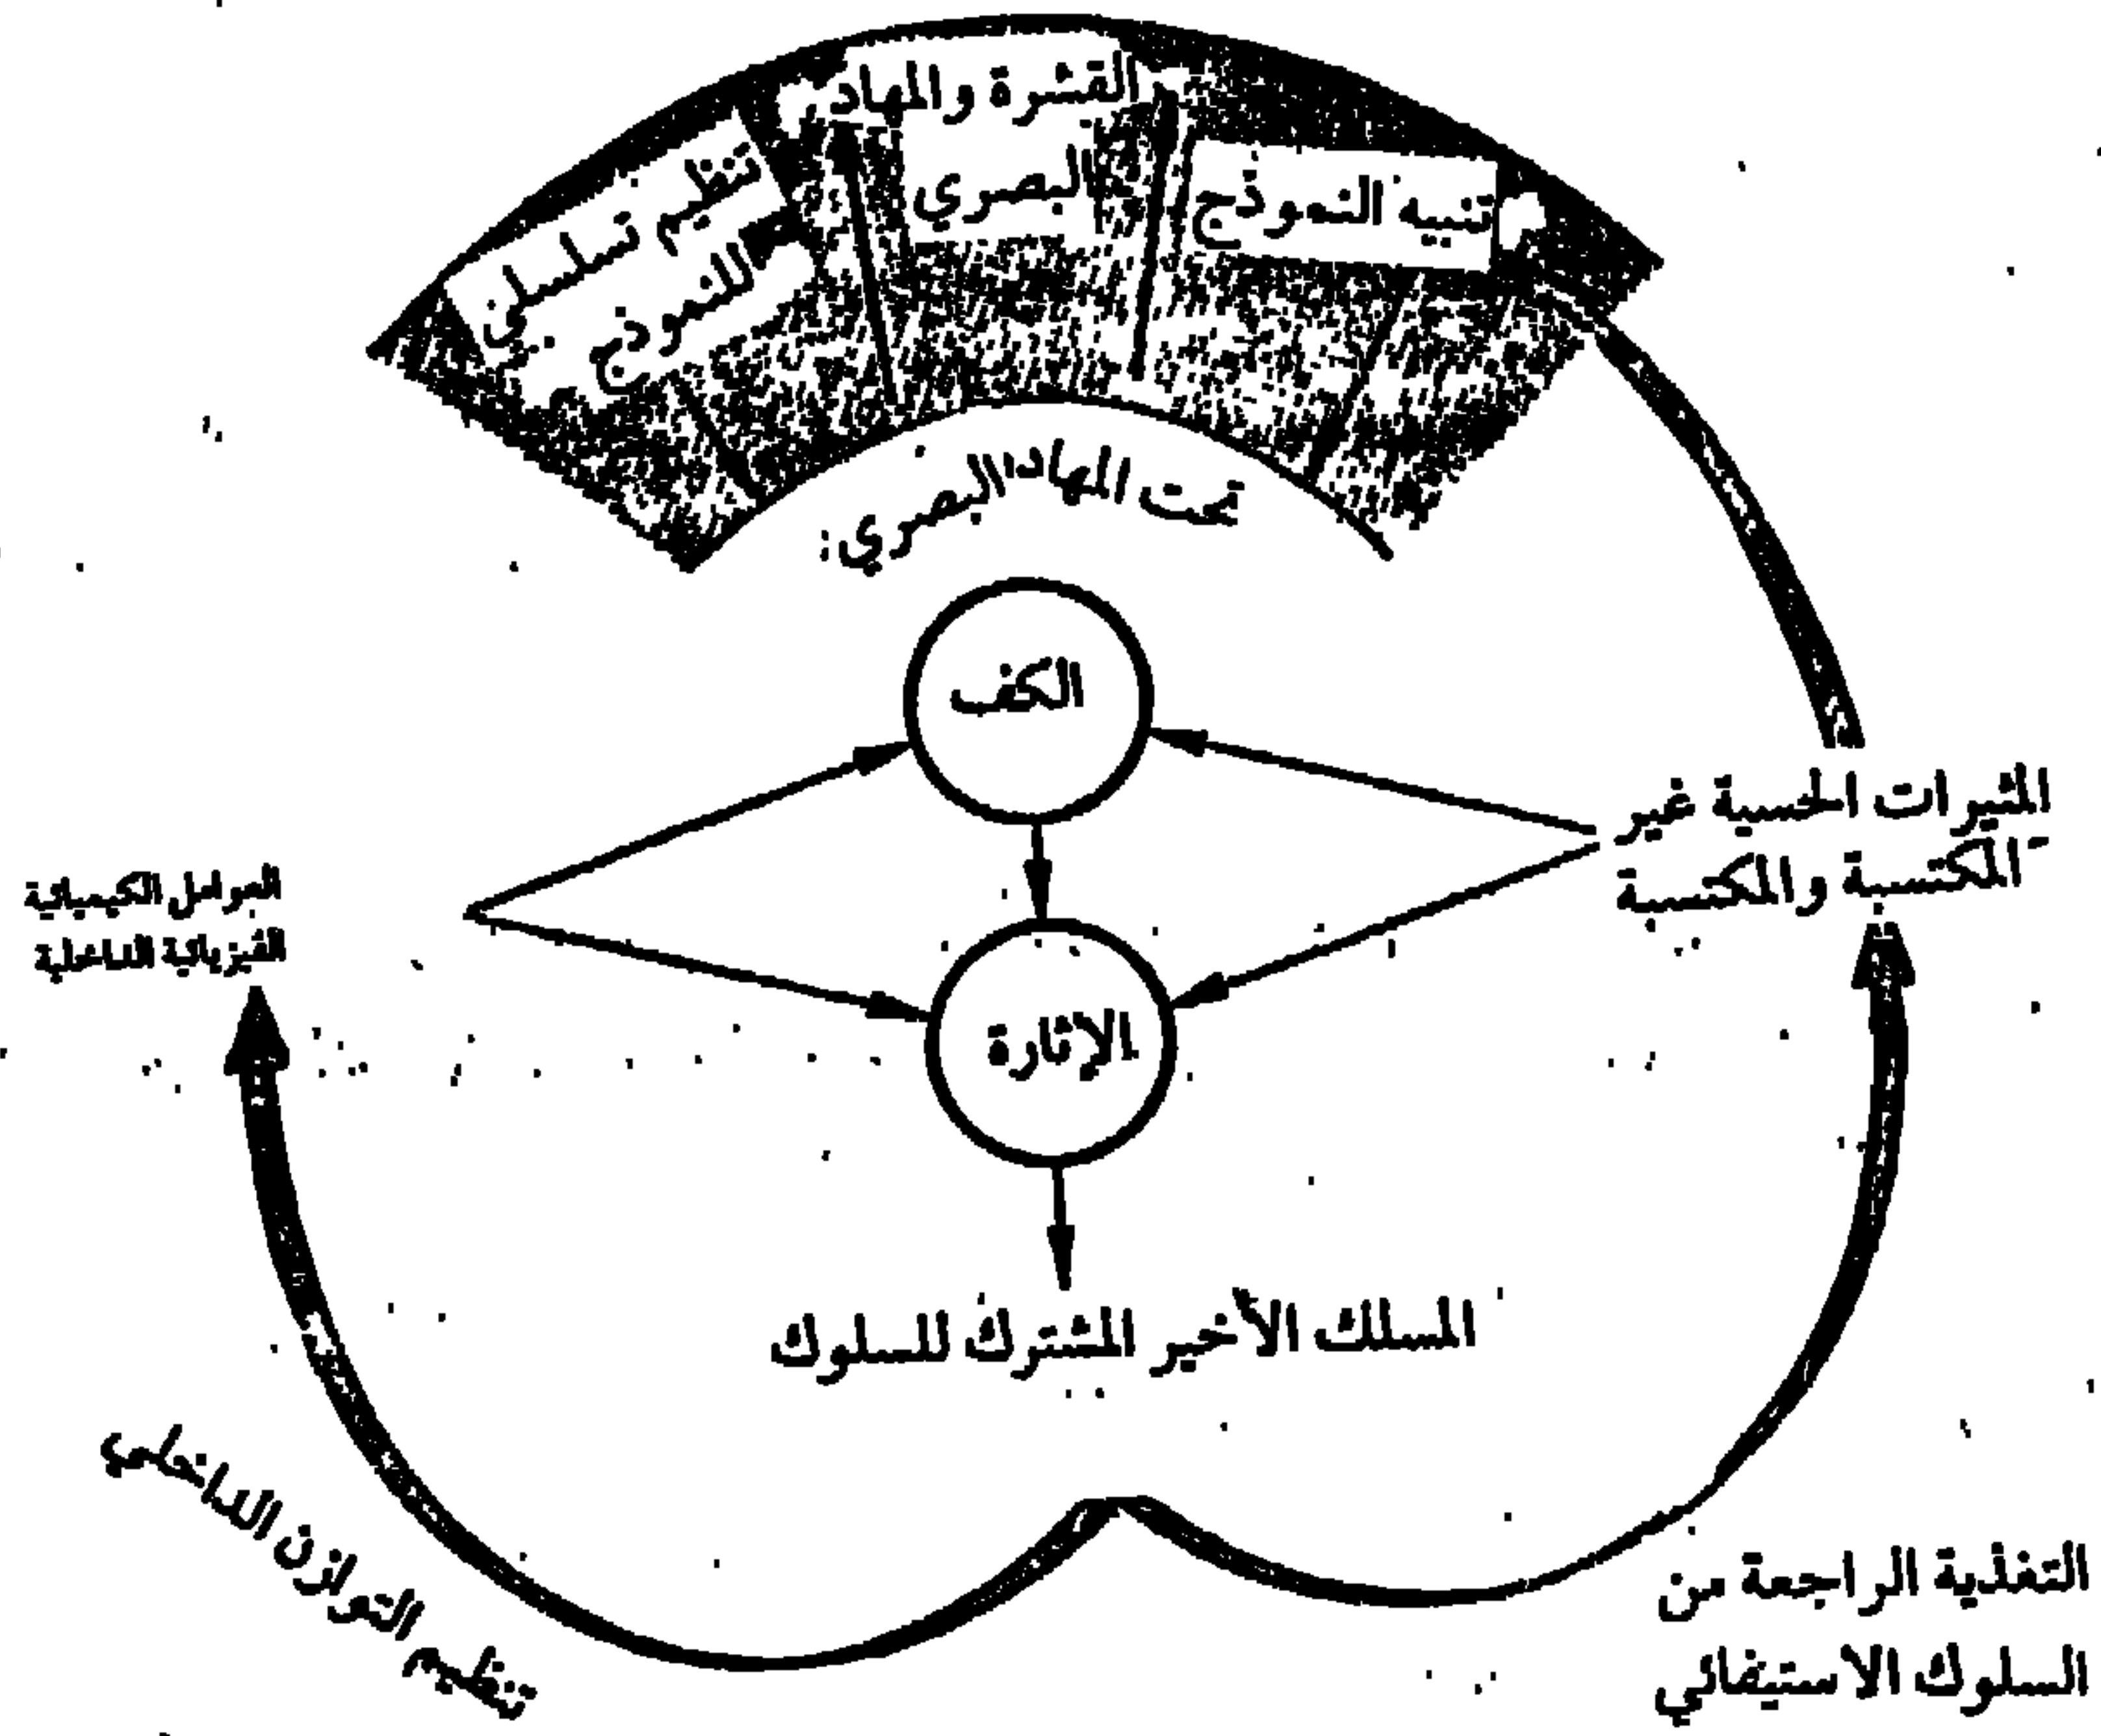 القشرة والمهاد
البصري
تنبيه النموذج
تنظيم تسلسلي
النموذج
تحت المهاد البصري:
الكف
المثيرات الحسية غير
المكتسبة والمكتسبة
العوامل الكيميائية
الفيزيائية الداخلية
الإثارة
المسلك الأخير المشترك للسلوك
تنظيم التوازن الداخلي
التغذية الراجعة من
السلوك الاستيفائي